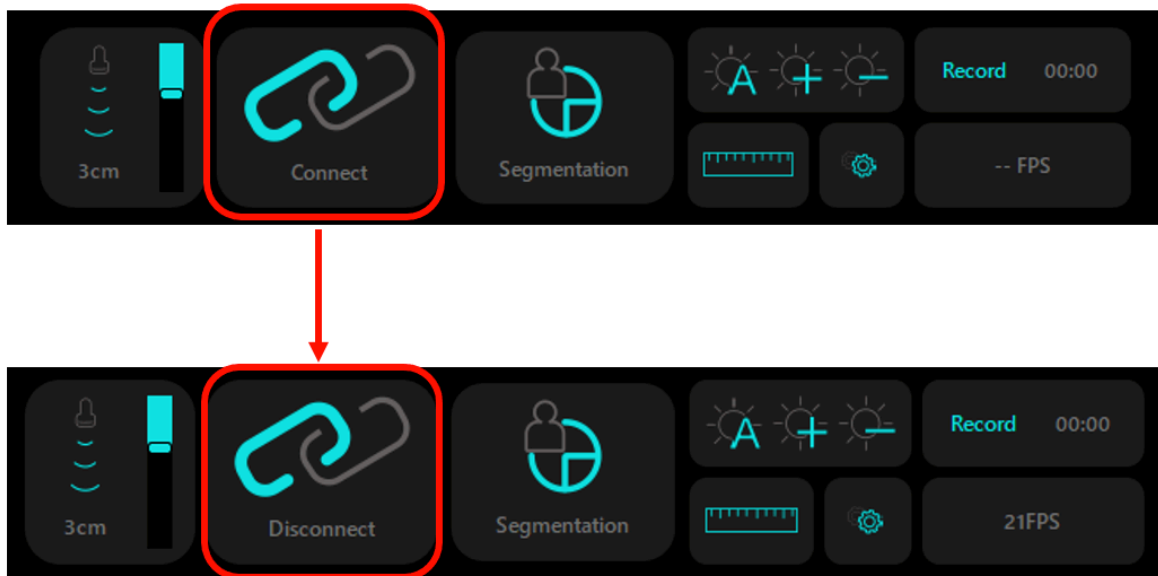 3cm
Connect
Segmentation
A
Record 00:00
-- FPS
3cm
Disconnect
Segmentation
A
Record 00:00
21FPS